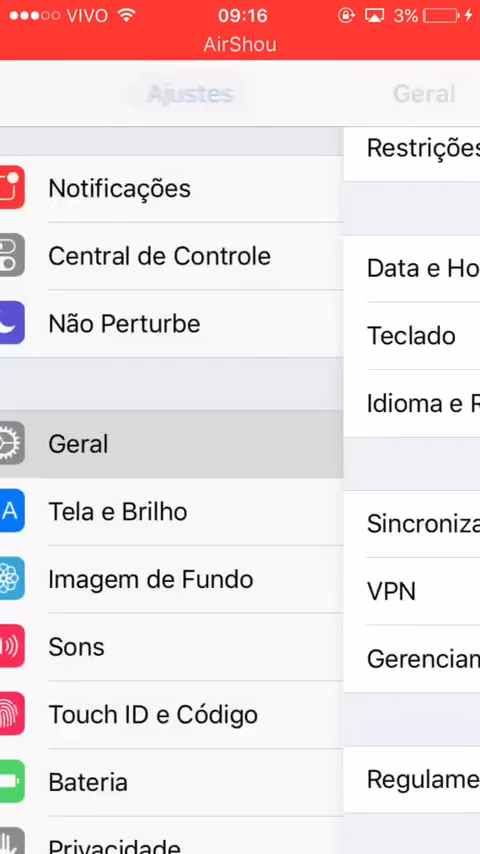 VIVO 09:16 3%
AirShou
Ajustes Geral
Notificações
Central de Controle
Não Perturbe
Geral
A Tela e Brilho
Imagem de Fundo
Sons
Touch ID e Código
Bateria
Privacidade
Restrições
Data e Ho
Teclado
Idioma e R
Sincroniza
VPN
Gerenciam
Regulame